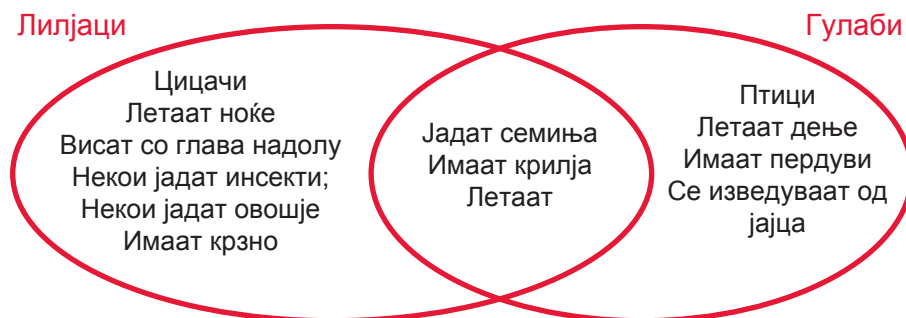 Лилјаци
Гулаби
Цицачи
Летаат ноќе
Висат со глава надолу
Некои јадат инсекти;
Некои јадат овошје
Имаат крзно
Јадат семиња
Имаат крилја
Летаат
Птици
Летаат дење
Имаат пердуви
Се изведуваат од
јајца